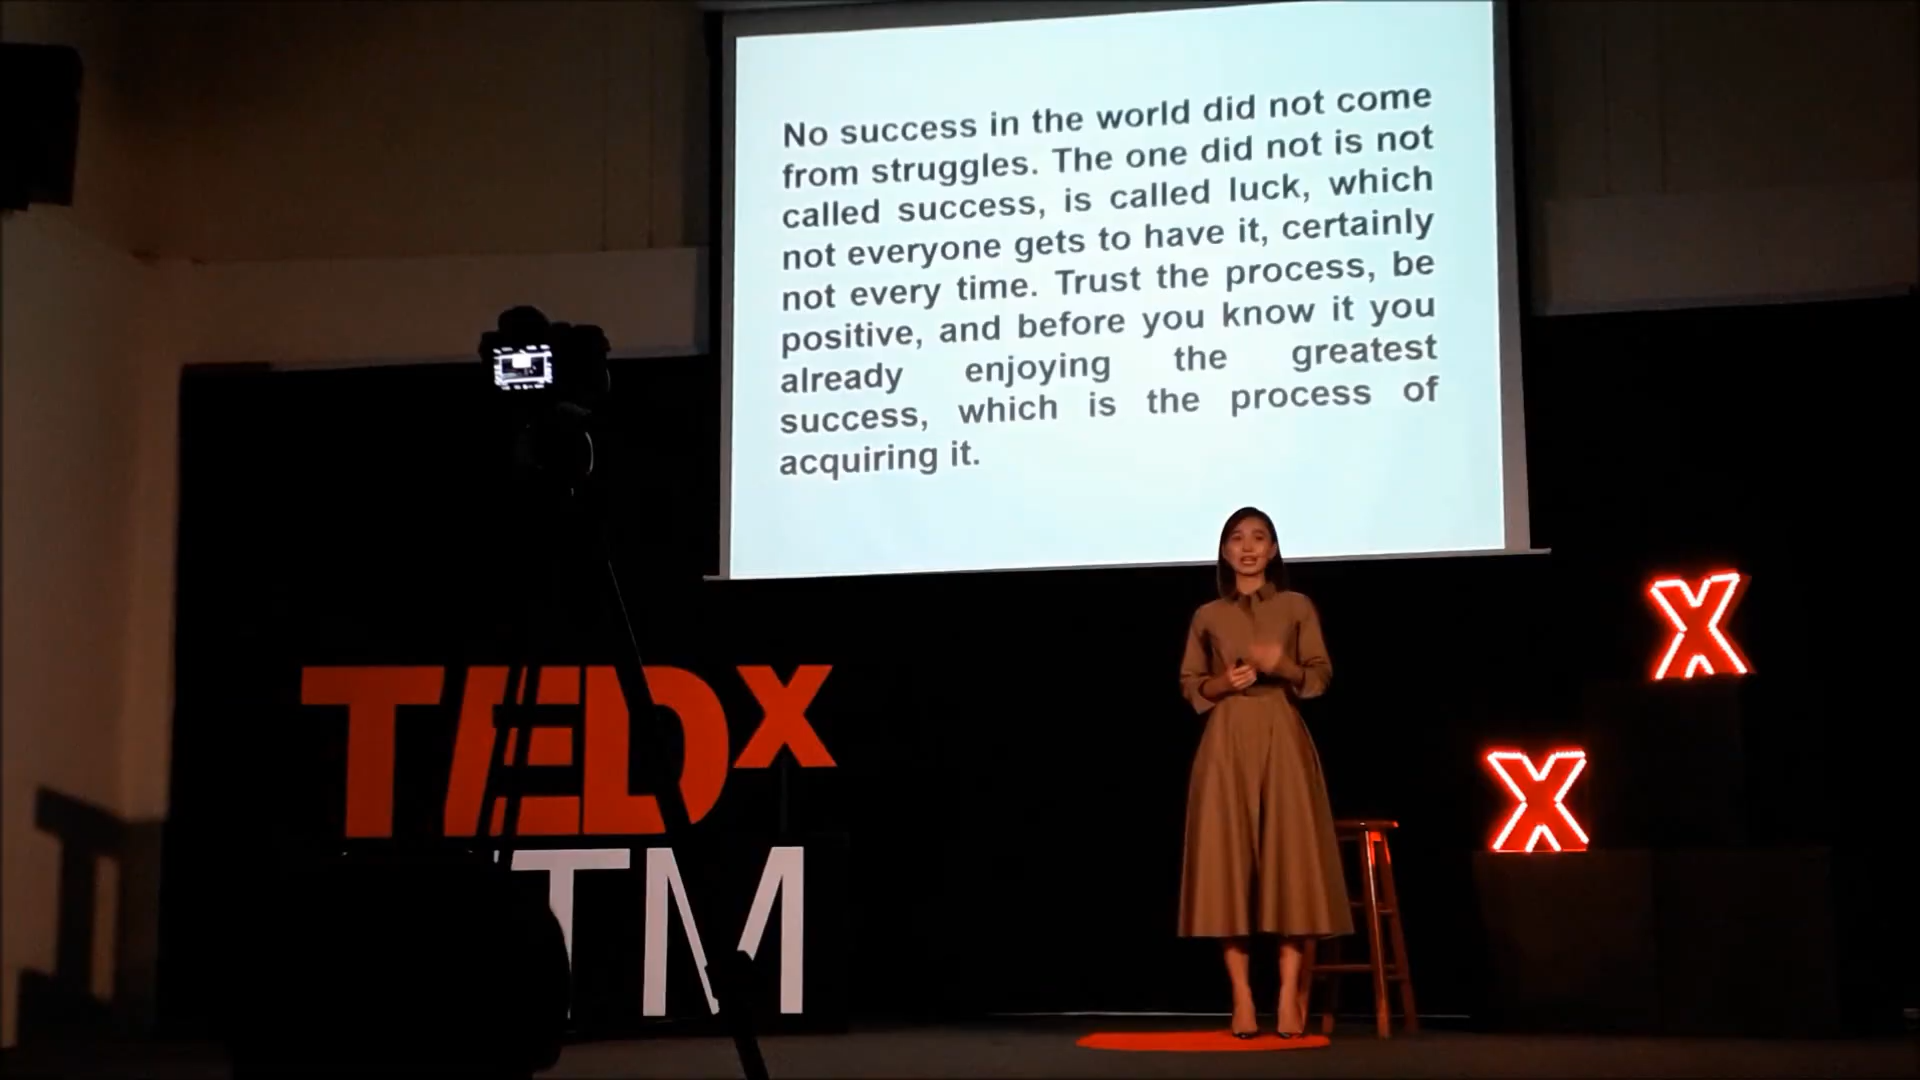 No success in the world did not come
from struggles. The one did not is not
called success, is called luck, which
not everyone gets to have it, certainly
not every time. Trust the process, be
positive, and before you know it you
already enjoying the greatest
success, which is the process of
acquiring it.
TEDx
TM
X
X